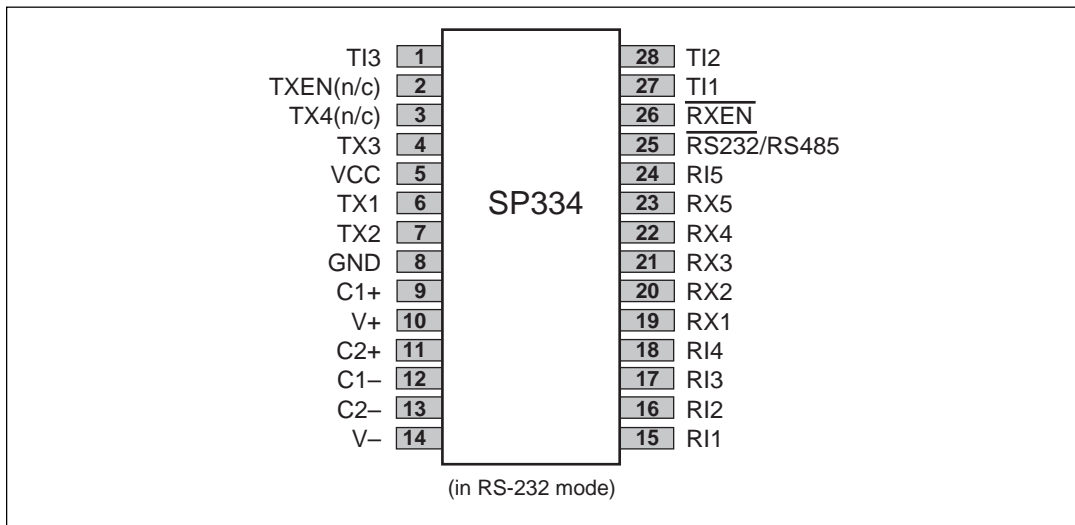 TI3 1
TXEN(n/c) 2
TX4(n/c) 3
TX3 4
VCC 5
TX1 6
TX2 7
GND 8
C1+ 9
V+ 10
C2+ 11
C1– 12
C2– 13
V– 14
SP334
28 TI2
27 TI1
26 R̅X̅E̅N̅
25 R̅S̅2̅3̅2̅/RS485
24 RI5
23 RX5
22 RX4
21 RX3
20 RX2
19 RX1
18 RI4
17 RI3
16 RI2
15 RI1
(in RS-232 mode)